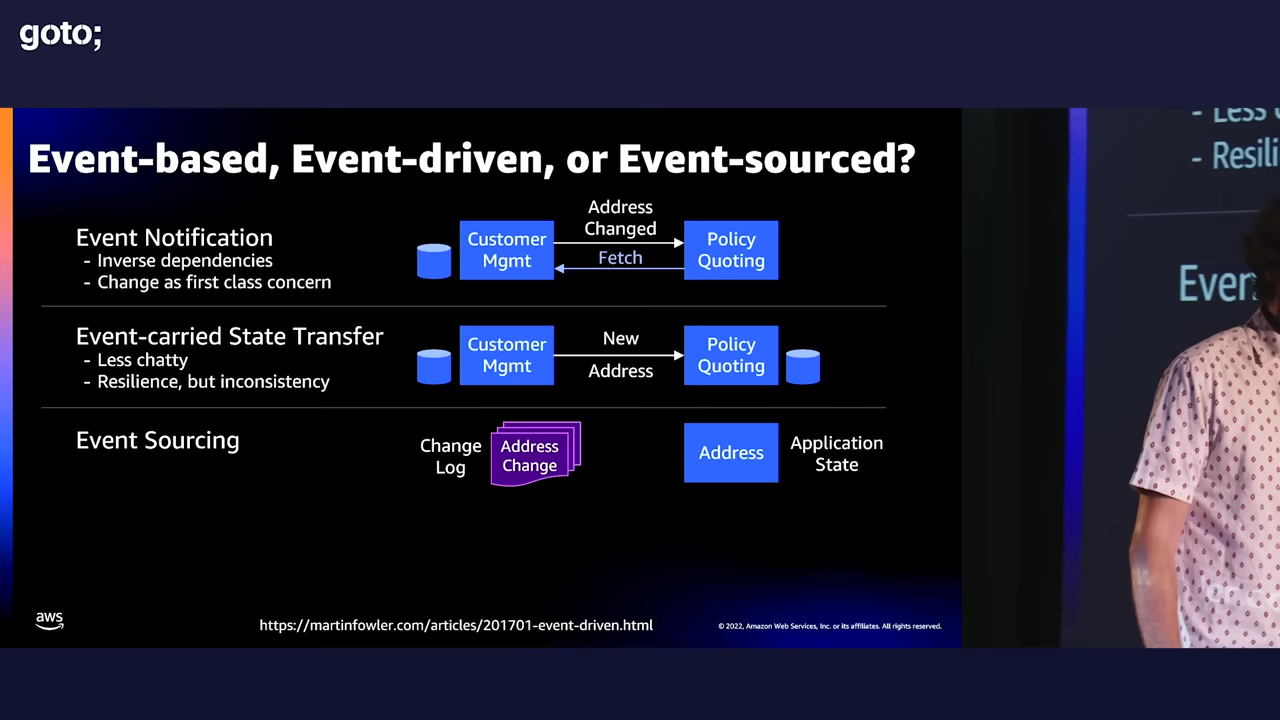 goto;
Event-based, Event-driven, or Event-sourced?
Event Notification
- Inverse dependencies
- Change as first class concern
Customer
Mgmt
Address
Changed
Fetch
Policy
Quoting
Event-carried State Transfer
- Less chatty
- Resilience, but inconsistency
Customer
Mgmt
New
Address
Policy
Quoting
Event Sourcing
Change
Log
Address
Change
Address
Application
State
aws
https://martinfowler.com/articles/201701-event-driven.html
© 2022, Amazon Web Services, Inc. or its affiliates. All rights reserved.
- Less
- Resili
Even